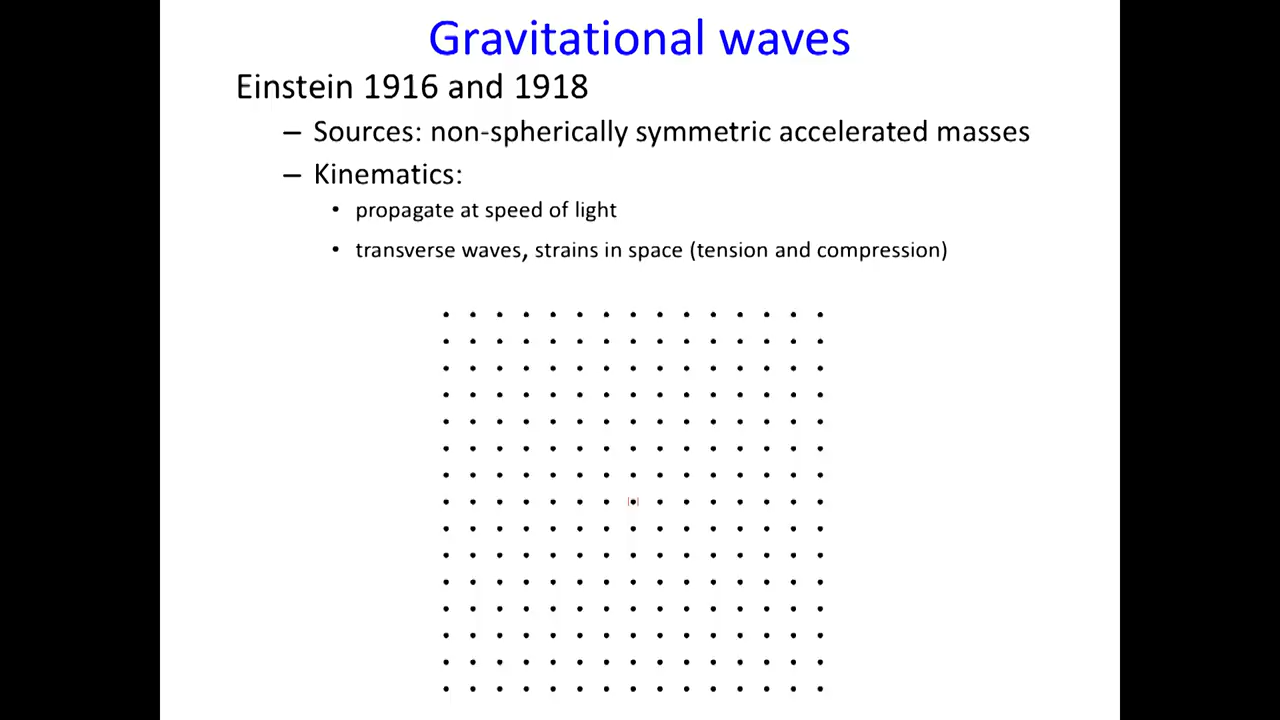 Gravitational waves
Einstein 1916 and 1918
– Sources: non-spherically symmetric accelerated masses
– Kinematics:
• propagate at speed of light
• transverse waves, strains in space (tension and compression)